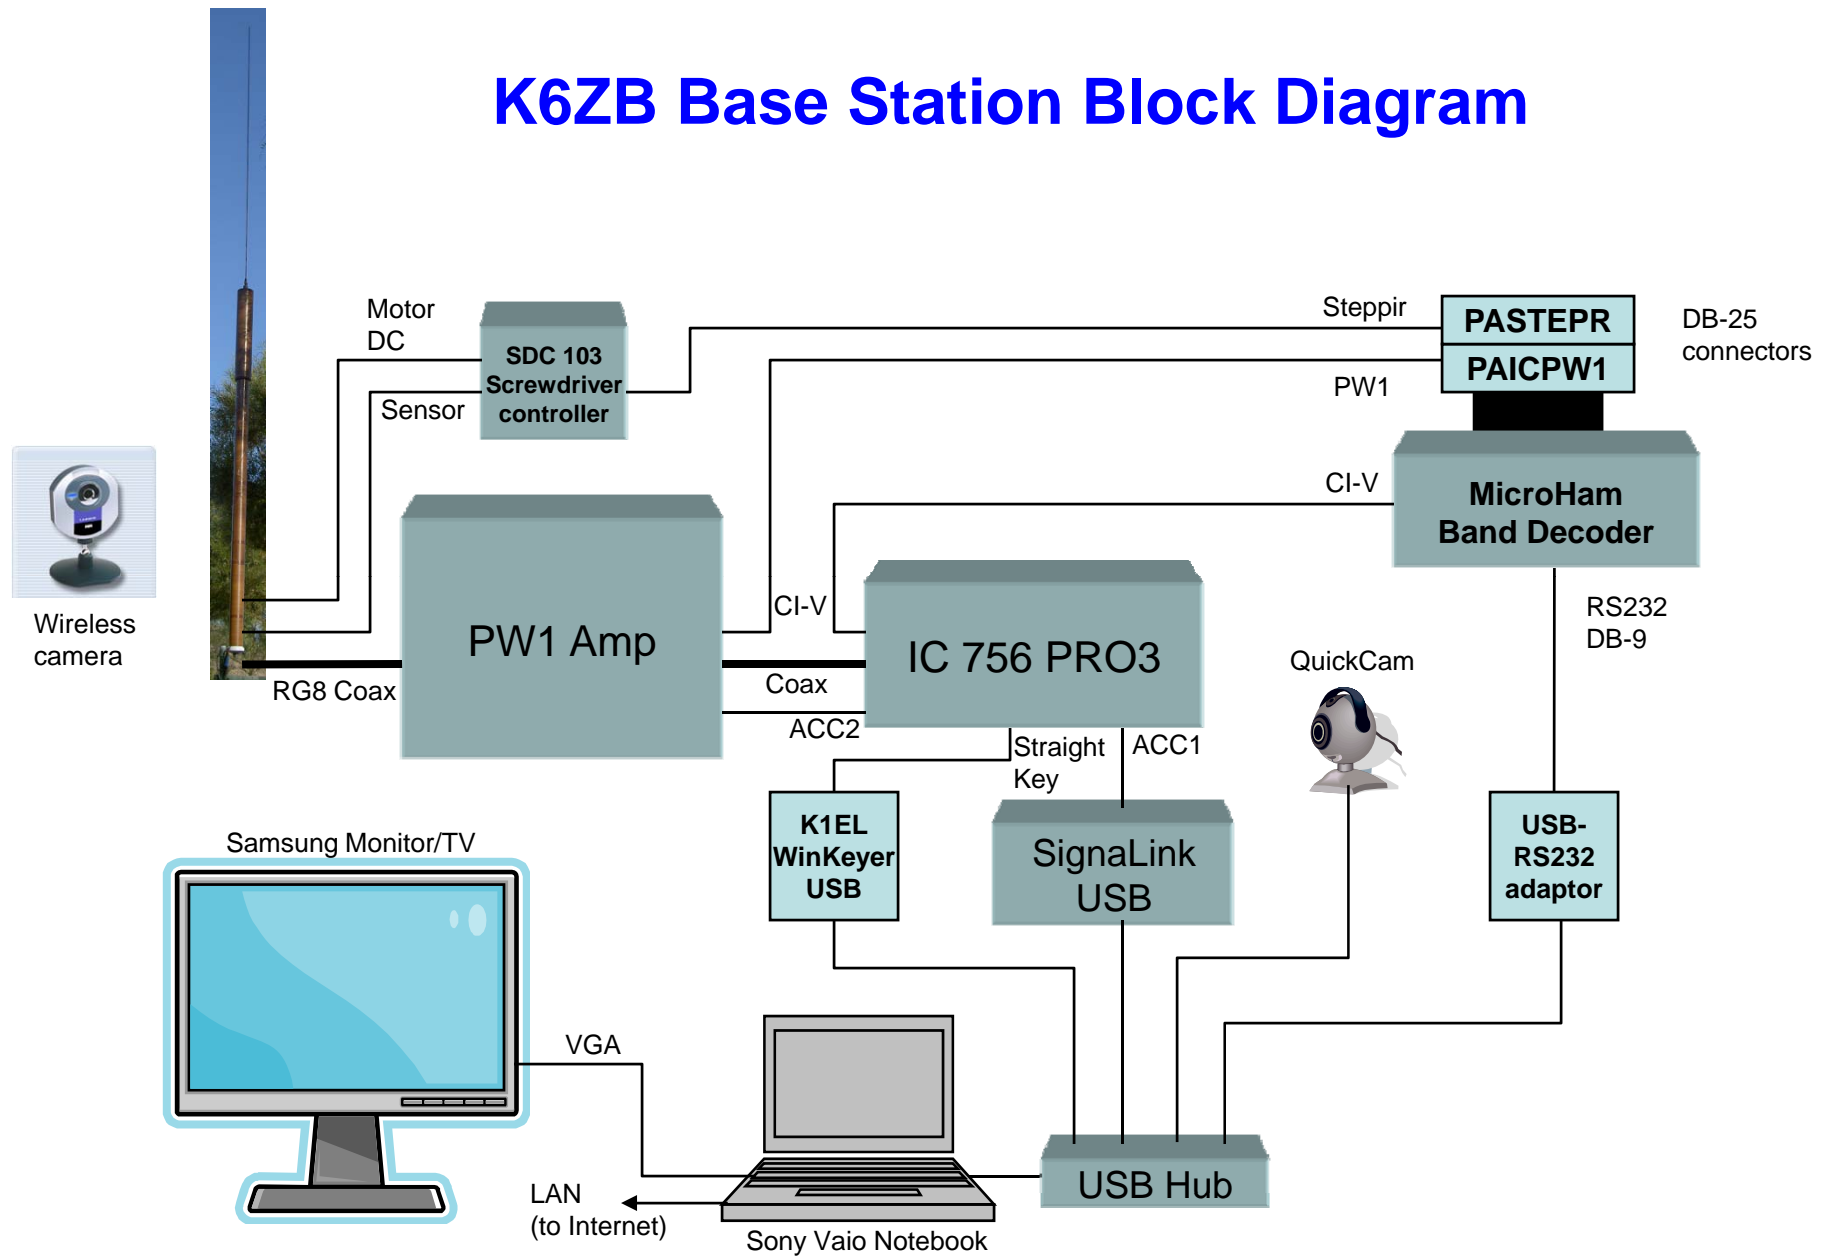 K6ZB Base Station Block Diagram
Motor
DC
Sensor
SDC 103
Screwdriver
controller
Steppir
PASTEPR
PAICPW1
DB-25
connectors
PW1
CI-V
MicroHam
Band Decoder
RS232
DB-9
Wireless
camera
PW1 Amp
CI-V
IC 756 PRO3
RG8 Coax
Coax
ACC2
Straight
Key
ACC1
QuickCam
K1EL
WinKeyer
USB
SignaLink
USB
USB-
RS232
adaptor
Samsung Monitor/TV
VGA
LAN
(to Internet)
USB Hub
Sony Vaio Notebook